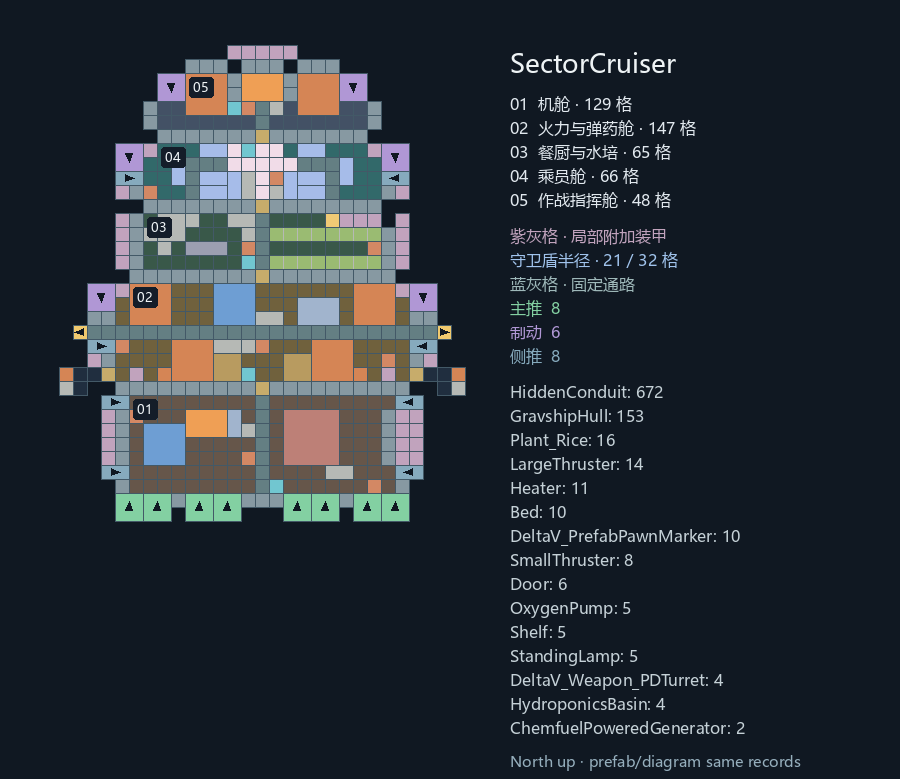 SectorCruiser
01 机舱 · 129 格
02 火力与弹药舱 · 147 格
03 餐厨与水培 · 65 格
04 乘员舱 · 66 格
05 作战指挥舱 · 48 格
紫灰格 · 局部附加装甲
守卫盾半径 · 21 / 32 格
蓝灰格 · 固定通路
主推 8
制动 6
侧推 8
HiddenConduit: 672
GravshipHull: 153
Plant_Rice: 16
LargeThruster: 14
Heater: 11
Bed: 10
DeltaV_PrefabPawnMarker: 10
SmallThruster: 8
Door: 6
OxygenPump: 5
Shelf: 5
StandingLamp: 5
DeltaV_Weapon_PDTurret: 4
HydroponicsBasin: 4
ChemfuelPoweredGenerator: 2
North up · prefab/diagram same records
05
04
03
02
01